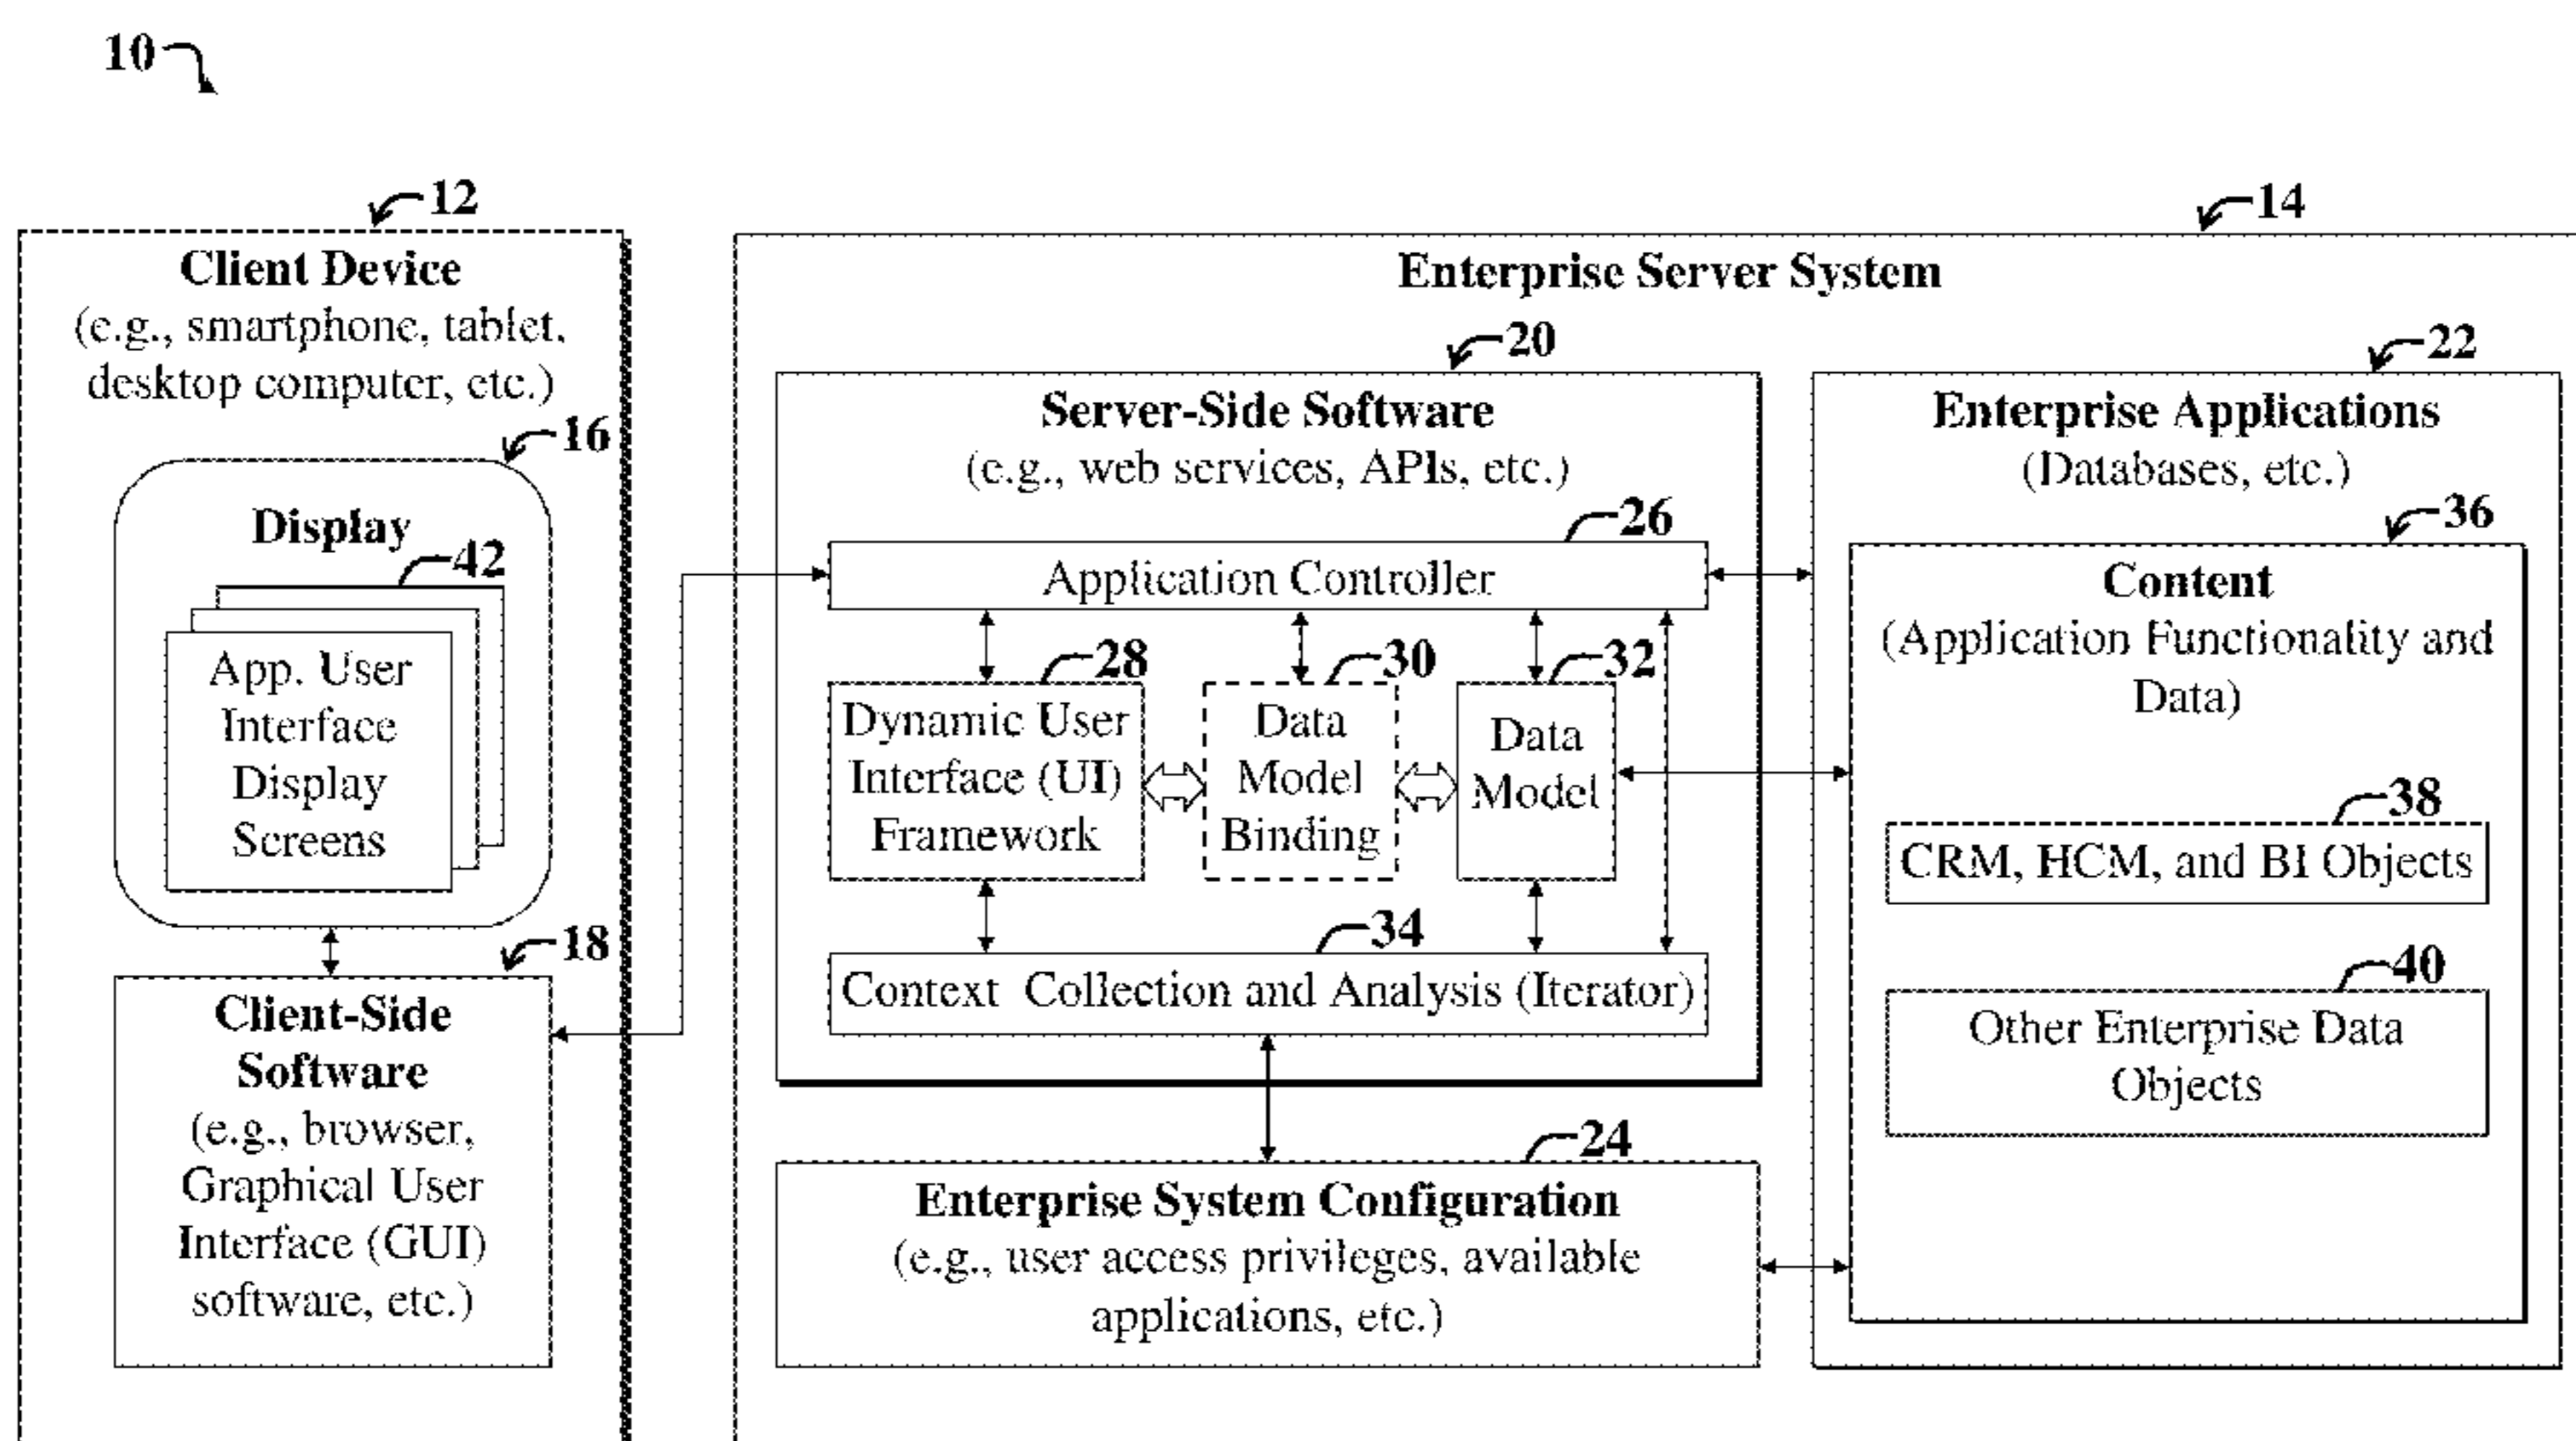 10
12
Client Device
(e.g., smartphone, tablet,
desktop computer, etc.)
16
Display
42
App. User
Interface
Display
Screens
18
Client-Side
Software
(e.g., browser,
Graphical User
Interface (GUI)
software, etc.)
14
Enterprise Server System
20
Server-Side Software
(e.g., web services, APIs, etc.)
26
Application Controller
28
Dynamic User
Interface (UI)
Framework
30
Data
Model
Binding
32
Data
Model
34
Context Collection and Analysis (Iterator)
24
Enterprise System Configuration
(e.g., user access privileges, available
applications, etc.)
22
Enterprise Applications
(Databases, etc.)
36
Content
(Application Functionality and
Data)
38
CRM, HCM, and BI Objects
40
Other Enterprise Data
Objects